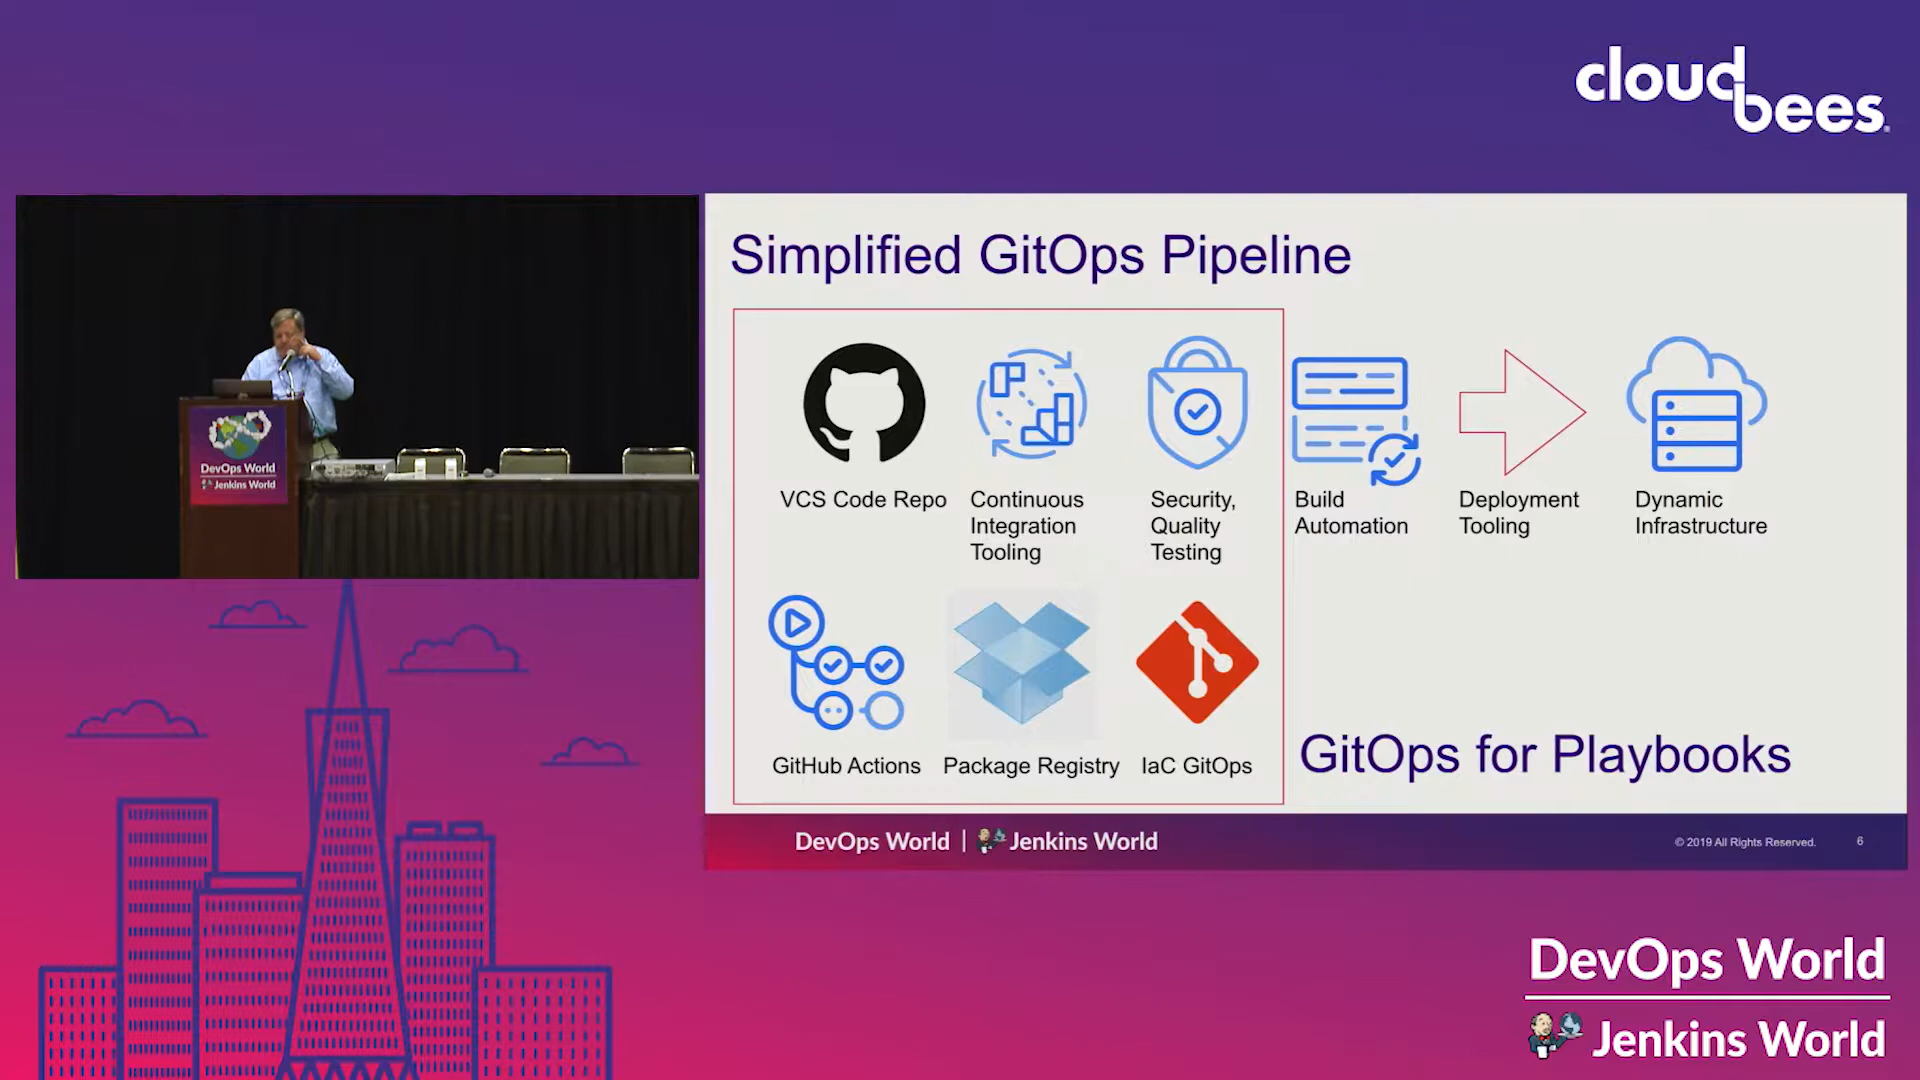 cloudbees
Simplified GitOps Pipeline
VCS Code Repo
Continuous
Integration
Tooling
Security,
Quality
Testing
Build
Automation
Deployment
Tooling
Dynamic
Infrastructure
GitHub Actions
Package Registry
IaC GitOps
GitOps for Playbooks
DevOps World | Jenkins World
© 2019 All Rights Reserved.
6
DevOps World
Jenkins World
DevOps World
Jenkins World